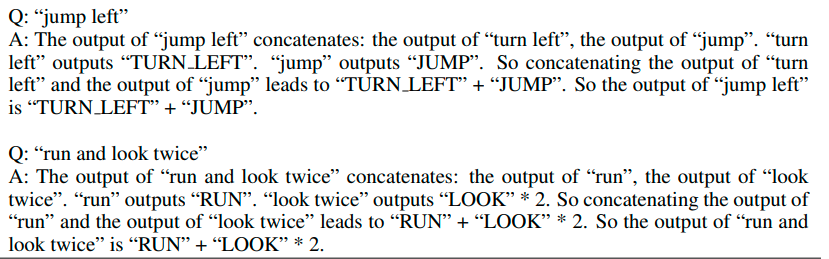 Q: “jump left”
A: The output of “jump left” concatenates: the output of “turn left”, the output of “jump”. “turn
left” outputs “TURN_LEFT”. “jump” outputs “JUMP”. So concatenating the output of “turn
left” and the output of “jump” leads to “TURN_LEFT” + “JUMP”. So the output of “jump left”
is “TURN_LEFT” + “JUMP”.
Q: “run and look twice”
A: The output of “run and look twice” concatenates: the output of “run”, the output of “look
twice”. “run” outputs “RUN”. “look twice” outputs “LOOK” * 2. So concatenating the output of
“run” and the output of “look twice” leads to “RUN” + “LOOK” * 2. So the output of “run and
look twice” is “RUN” + “LOOK” * 2.